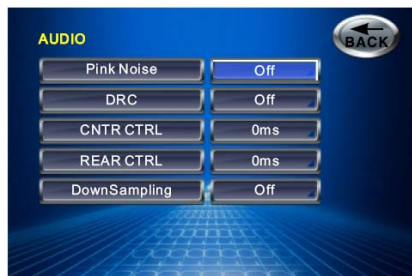 AUDIO
BACK
Pink Noise Off
DRC Off
CNTR CTRL 0ms
REAR CTRL 0ms
DownSampling Off